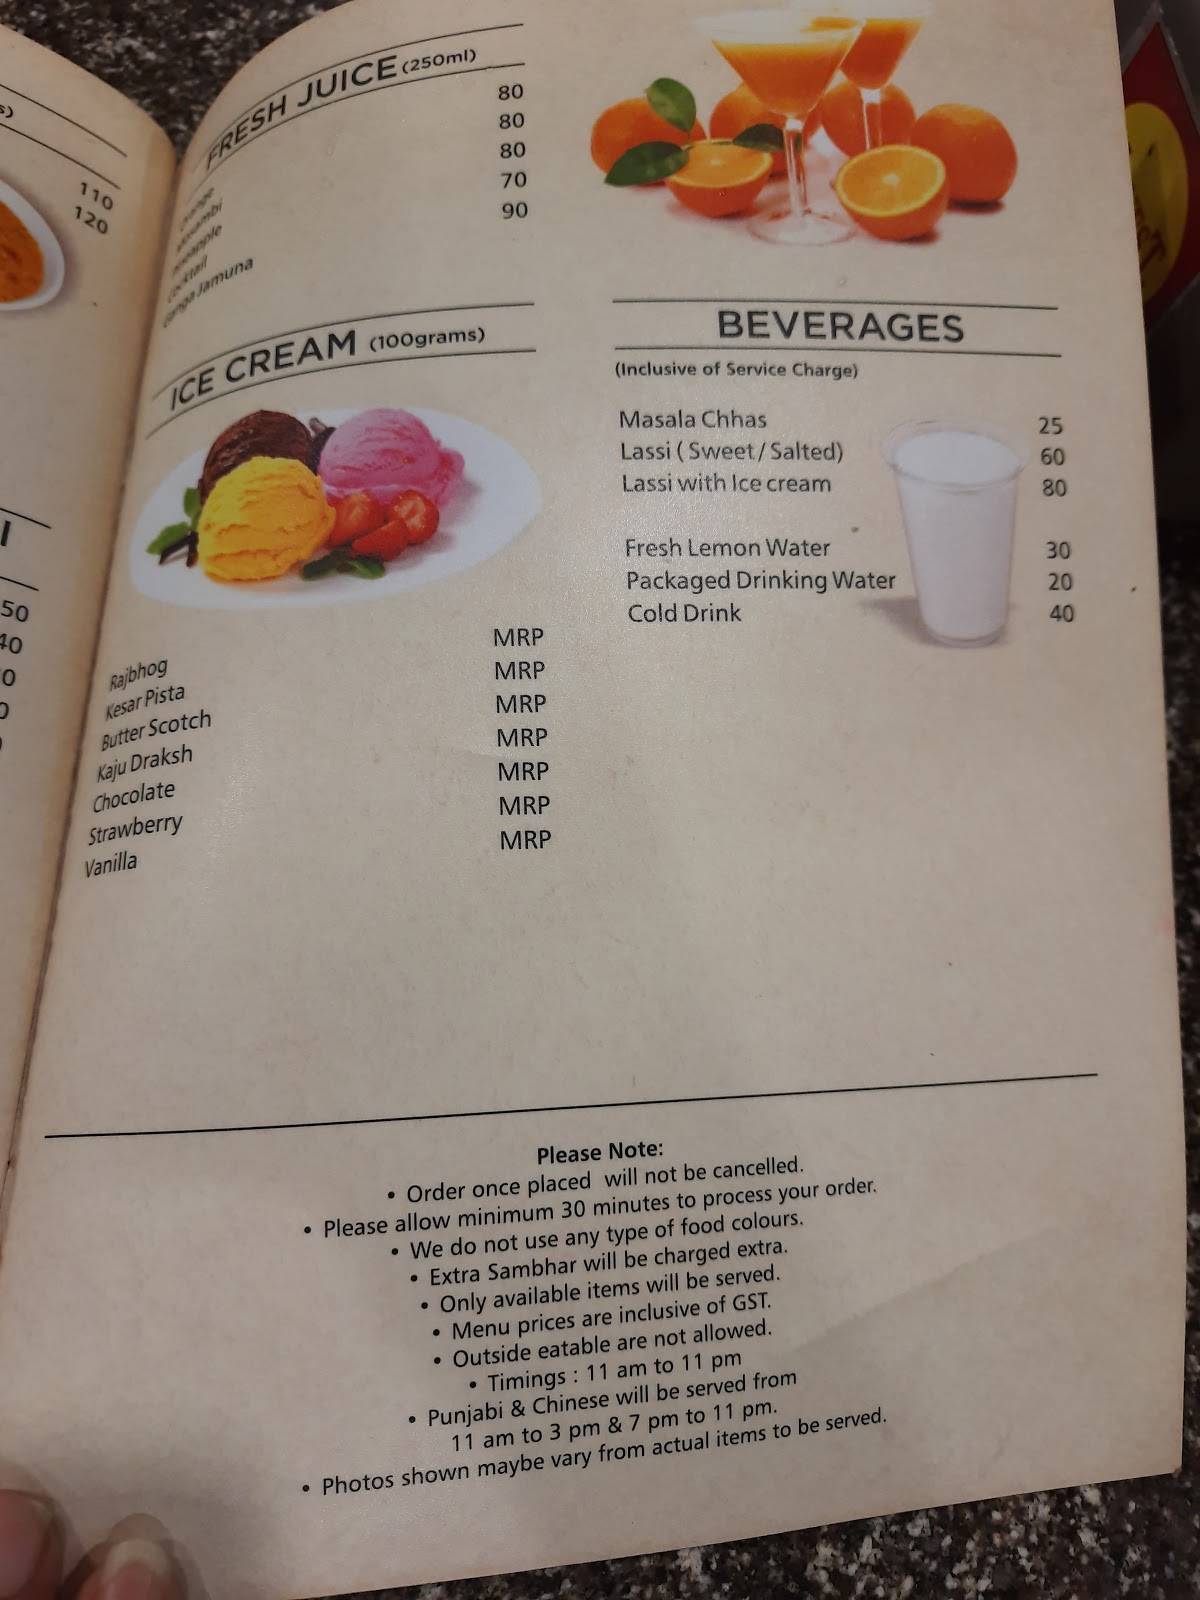 s)
110
120
l
50
40
0
0
FRESH JUICE (250ml)
Orange 80
Mosambi 80
Pineapple 80
Cocktail 70
Ganga Jamuna 90
ICE CREAM (100grams)
Rajbhog MRP
Kesar Pista MRP
Butter Scotch MRP
Kaju Draksh MRP
Chocolate MRP
Strawberry MRP
Vanilla MRP
BEVERAGES
(Inclusive of Service Charge)
Masala Chhas 25
Lassi ( Sweet / Salted) 60
Lassi with Ice cream 80
Fresh Lemon Water 30
Packaged Drinking Water 20
Cold Drink 40
Please Note:
• Order once placed will not be cancelled.
• Please allow minimum 30 minutes to process your order.
• We do not use any type of food colours.
• Extra Sambhar will be charged extra.
• Only available items will be served.
• Menu prices are inclusive of GST.
• Outside eatable are not allowed.
• Timings : 11 am to 11 pm
• Punjabi & Chinese will be served from
11 am to 3 pm & 7 pm to 11 pm.
• Photos shown maybe vary from actual items to be served.